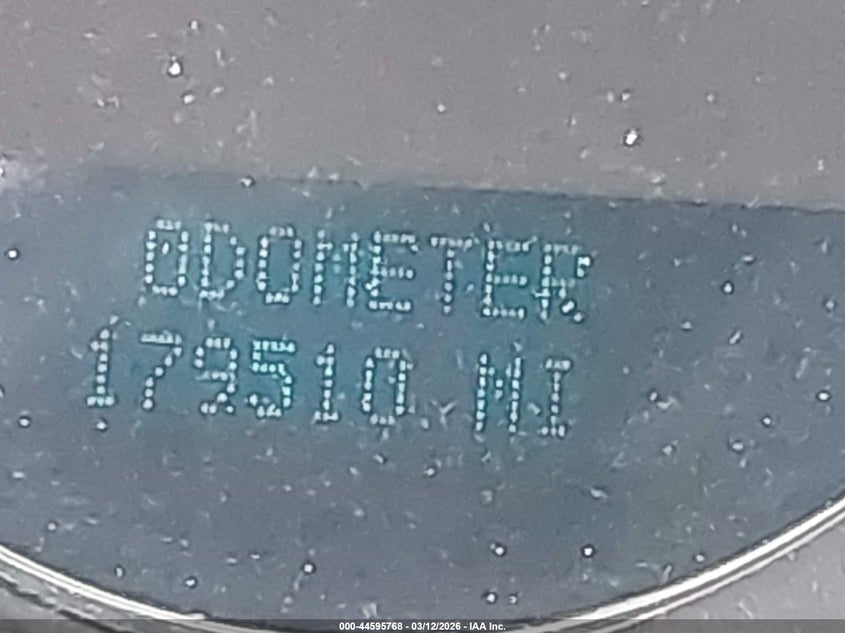 ODOMETER
179510 MI
000-44595768 - 03/12/2026 - IAA Inc.